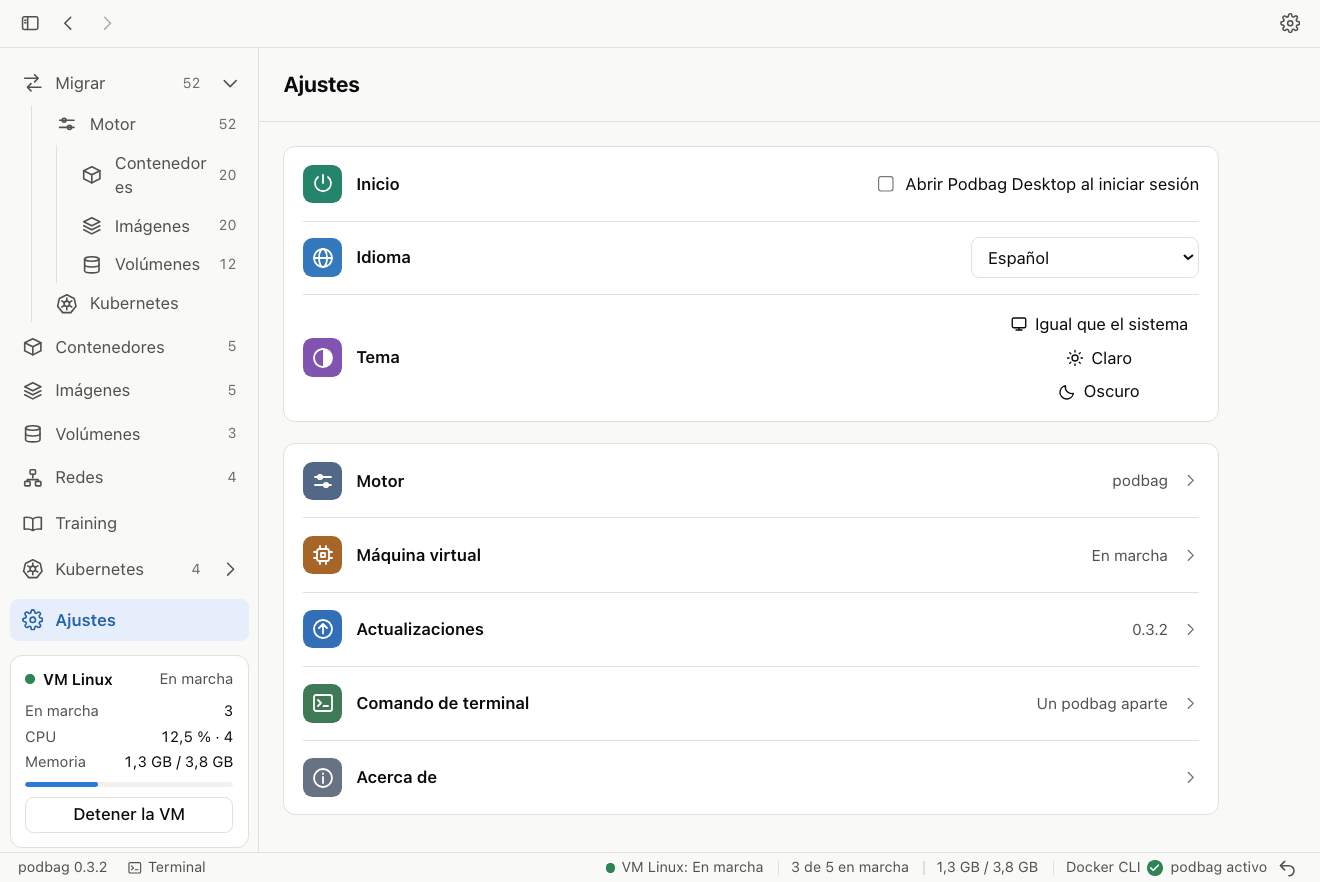 Migrar 52
Motor 52
Contenedor
es 20
Imágenes 20
Volúmenes 12
Kubernetes
Contenedores 5
Imágenes 5
Volúmenes 3
Redes 4
Training
Kubernetes 4
Ajustes
VM Linux En marcha
En marcha 3
CPU 12,5 % · 4
Memoria 1,3 GB / 3,8 GB
Detener la VM
Ajustes
Inicio Abrir Podbag Desktop al iniciar sesión
Idioma Español
Tema
Igual que el sistema
Claro
Oscuro
Motor podbag
Máquina virtual En marcha
Actualizaciones 0.3.2
Comando de terminal Un podbag aparte
Acerca de
podbag 0.3.2 Terminal VM Linux: En marcha 3 de 5 en marcha 1,3 GB / 3,8 GB Docker CLI podbag activo